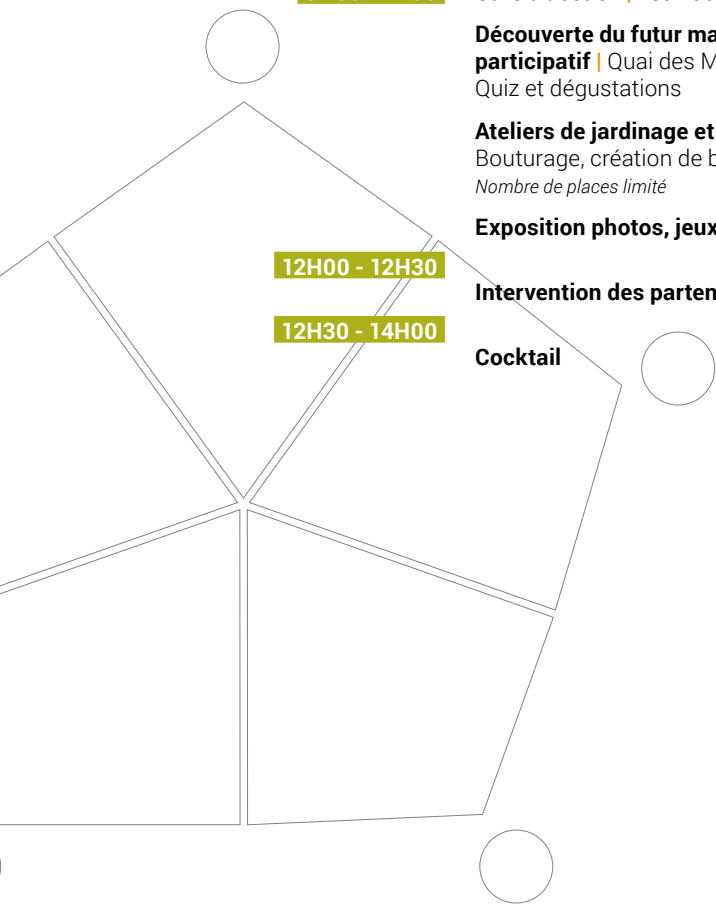 Découverte du futur ma
participatif | Quai des M
Quiz et dégustations
Ateliers de jardinage et
Bouturage, création de b
Nombre de places limité
Exposition photos, jeux
12H00 - 12H30
Intervention des parten
12H30 - 14H00
Cocktail